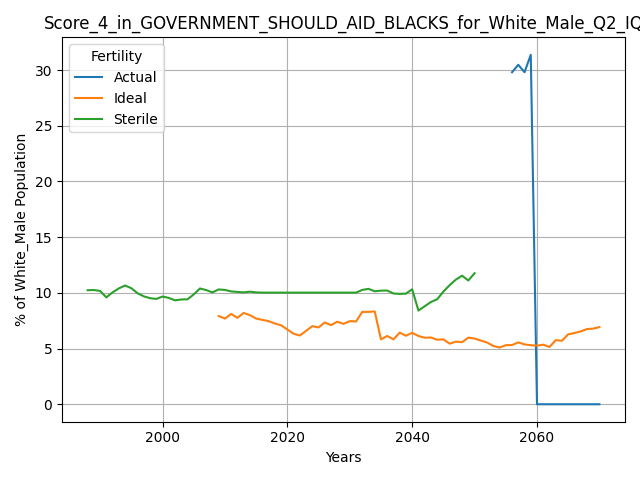 Score_4_in_GOVERNMENT_SHOULD_AID_BLACKS_for_White_Male_Q2_IQ
Fertility
Actual
Ideal
Sterile
% of White_Male Population
30
25
20
15
10
5
0
2000 2020 2040 2060
Years